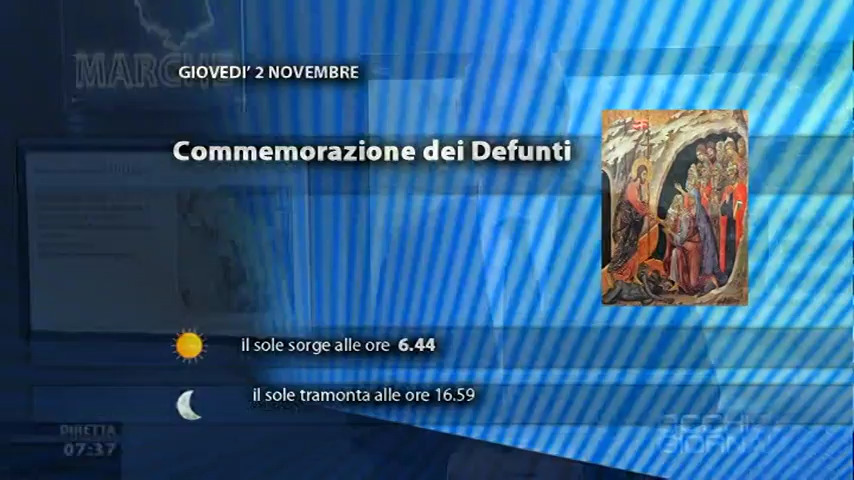 MARCHE
GIOVEDI' 2 NOVEMBRE
Commemorazione dei Defunti
il sole sorge alle ore 6.44
il sole tramonta alle ore 16.59
DIRETTA
07:37